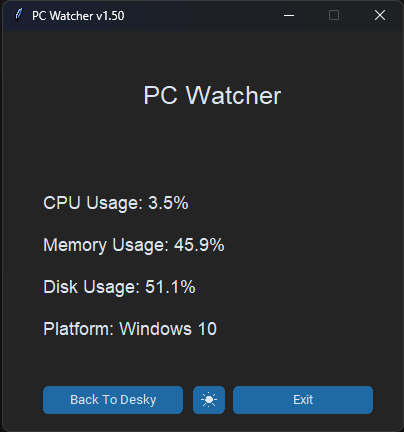 PC Watcher v1.50
PC Watcher
CPU Usage: 3.5%
Memory Usage: 45.9%
Disk Usage: 51.1%
Platform: Windows 10
Back To Desky
Exit